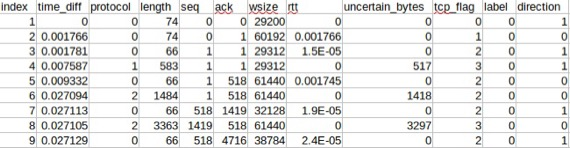 index time_diff protocol length seq ack wsize rtt uncertain_bytes tcp_flag label direction
1 0 0 74 0 0 29200 0 0 0 0 1
2 0.001766 0 74 0 1 60192 0.001766 0 1 0 0
3 0.001781 0 66 1 1 29312 1.5E-05 0 2 0 1
4 0.007587 1 583 1 1 29312 0 517 3 0 1
5 0.009332 0 66 1 518 61440 0.001745 0 2 0 0
6 0.027094 2 1484 1 518 61440 0 1418 2 0 0
7 0.027113 0 66 518 1419 32128 1.9E-05 0 2 0 1
8 0.027105 2 3363 1419 518 61440 0 3297 3 0 0
9 0.027129 0 66 518 4716 38784 2.4E-05 0 2 0 1